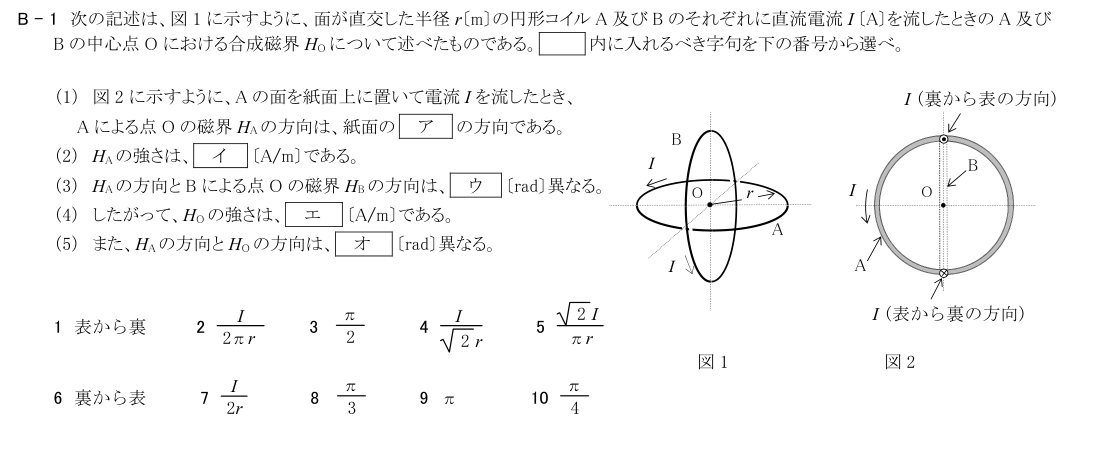 B－1 次の記述は、図1に示すように、面が直交した半径 r〔m〕の円形コイル A 及び B のそれぞれに直流電流 I〔A〕を流したときの A 及び
B の中心点 O における合成磁界 HO について述べたものである。□内に入れるべき字句を下の番号から選べ。
(1) 図2に示すように、A の面を紙面上に置いて電流 I を流したとき、
A による点 O の磁界 HA の方向は、紙面の ア の方向である。
(2) HA の強さは、 イ 〔A/m〕である。
(3) HA の方向と B による点 O の磁界 HB の方向は、 ウ 〔rad〕異なる。
(4) したがって、HO の強さは、 エ 〔A/m〕である。
(5) また、HA の方向と HO の方向は、 オ 〔rad〕異なる。
1 表から裏 2 I/2πr 3 π/2 4 I/√2r 5 √2I/πr
6 裏から表 7 I/2r 8 π/3 9 π 10 π/4
B
I
O
r
A
I
図1
I (裏から表の方向)
B
I
O
A
I (表から裏の方向)
図2